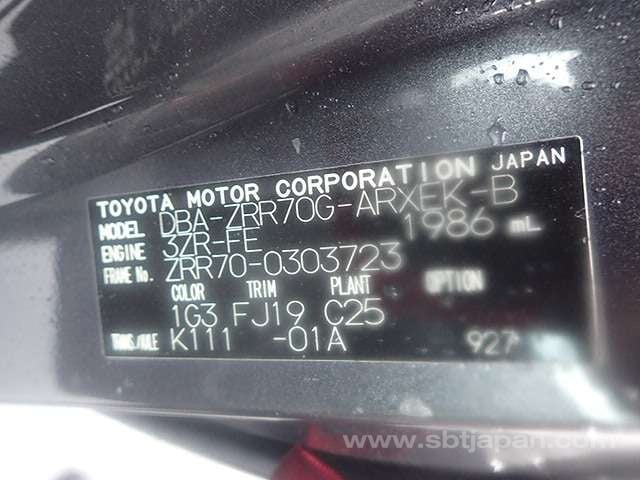 TOYOTA MOTOR CORPORATION JAPAN
MODEL DBA-ZRR70G-ARXEK-B
ENGINE 3ZR-FE 1986 mL
FRAME No. ZRR70-0303723
COLOR TRIM PLANT OPTION
1G3 FJ19 C25
TRANS/AXLE K111 -01A 927
www.sbtjapan.com